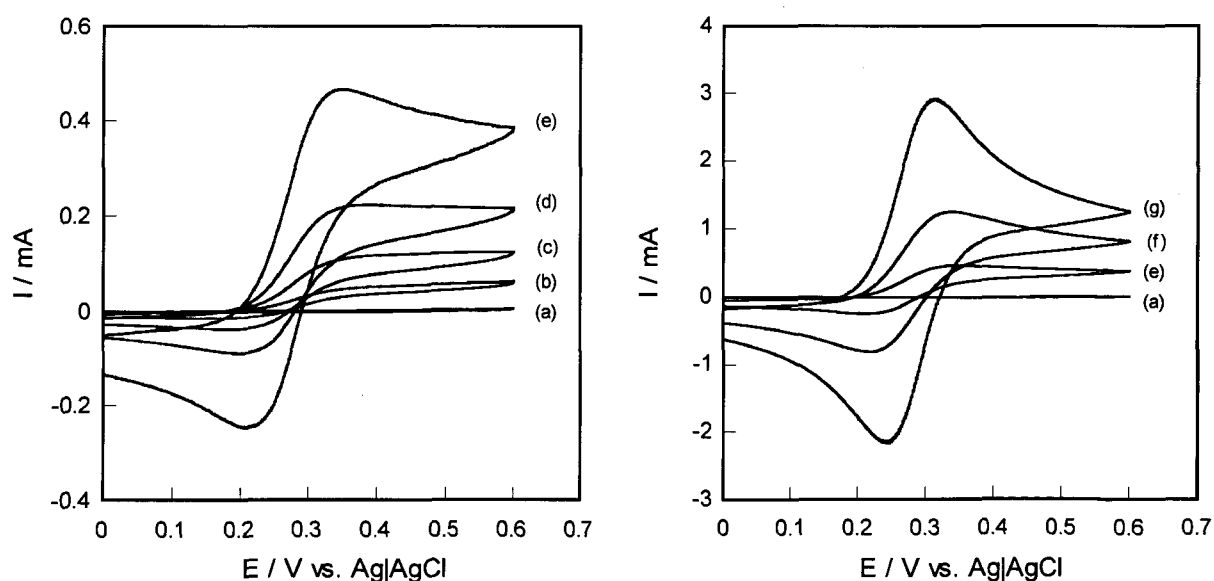 0.6
0.4
0.2
0
-0.2
-0.4
I / mA
(e)
(d)
(c)
(b)
(a)
0 0.1 0.2 0.3 0.4 0.5 0.6 0.7
E / V vs. Ag|AgCl
4
3
2
1
0
-1
-2
-3
I / mA
(g)
(f)
(e)
(a)
0 0.1 0.2 0.3 0.4 0.5 0.6 0.7
E / V vs. Ag|AgCl